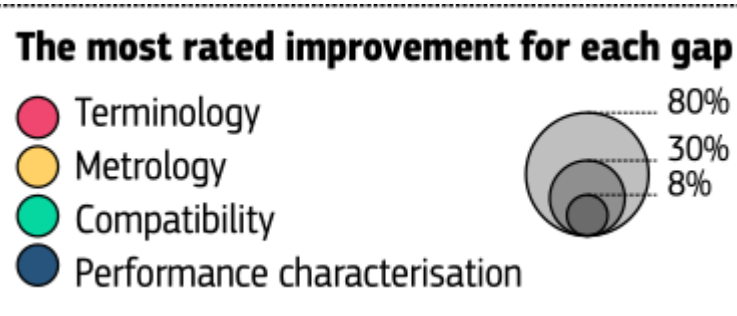 The most rated improvement for each gap
Terminology
Metrology
Compatibility
Performance characterisation
80%
30%
8%